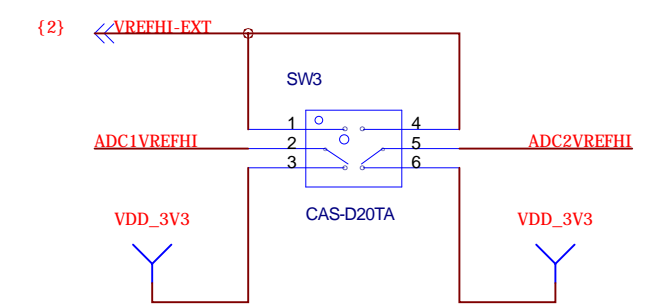 {2} VREFHI-EXT
SW3
1 4
ADC1VREFHI 2 5 ADC2VREFHI
3 6
VDD_3V3 CAS-D20TA VDD_3V3